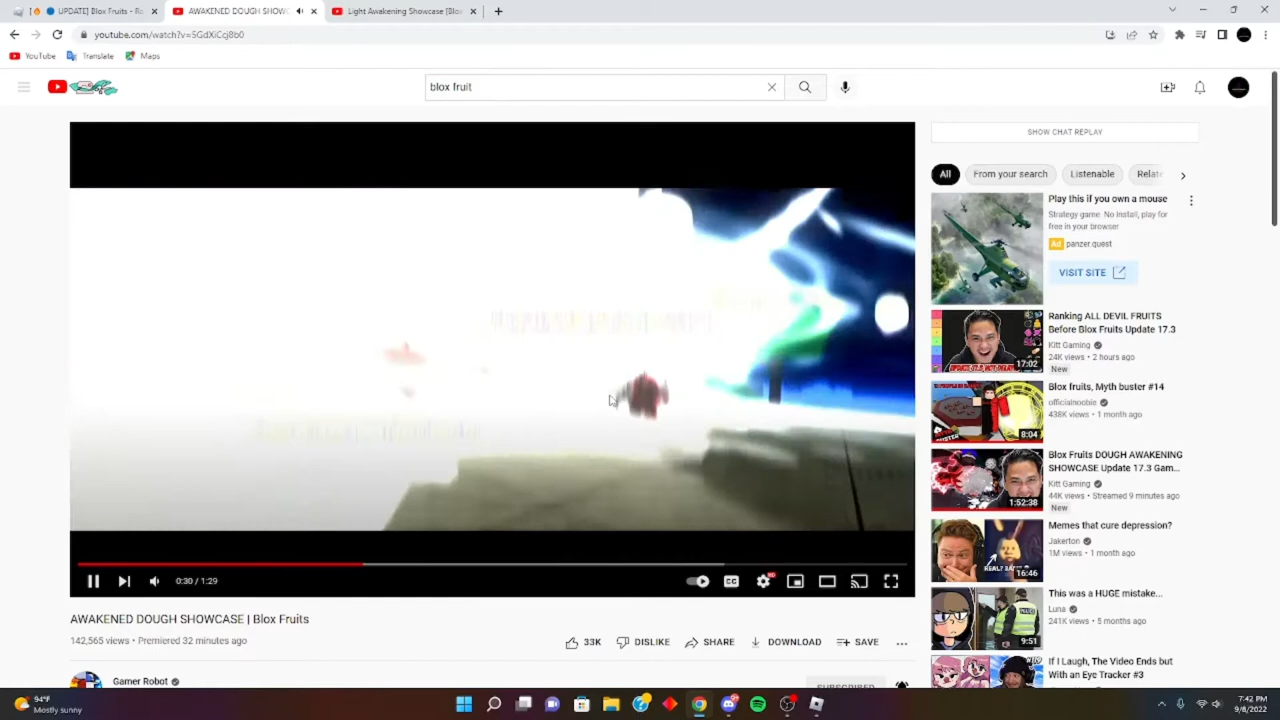 [ UPDATE] Blox Fruits - R
AWAKENED DOUGH SHOWC
Light Awakening Showcase [Blo
youtube.com/watch?v=5GdXiCcj8b0
YouTube
Translate
Maps
blox fruit
SHOW CHAT REPLAY
All
From your search
Listenable
Relate
Play this if you own a mouse
Strategy game. No install, play for
free in your browser
Ad panzer.quest
VISIT SITE
Ranking ALL DEVIL FRUITS
Before Blox Fruits Update 17.3
Kitt Gaming
24K views • 2 hours ago
New
17:02
Blox fruits, Myth buster #14
officialnoobie
438K views • 1 month ago
8:04
Blox Fruits DOUGH AWAKENING
SHOWCASE Update 17.3 Gam...
Kitt Gaming
44K views • Streamed 9 minutes ago
New
1:52:38
Memes that cure depression?
Jakerton
1M views • 1 month ago
16:46
This was a HUGE mistake...
Luna
241K views • 5 months ago
9:51
If I Laugh, The Video Ends but
With an Eye Tracker #3
0:30 / 1:29
CC
AWAKENED DOUGH SHOWCASE | Blox Fruits
142,565 views • Premiered 32 minutes ago
33K
DISLIKE
SHARE
DOWNLOAD
SAVE
Gamer Robot
SUBSCRIBED
94°F
Mostly sunny
7:42 PM
9/8/2022